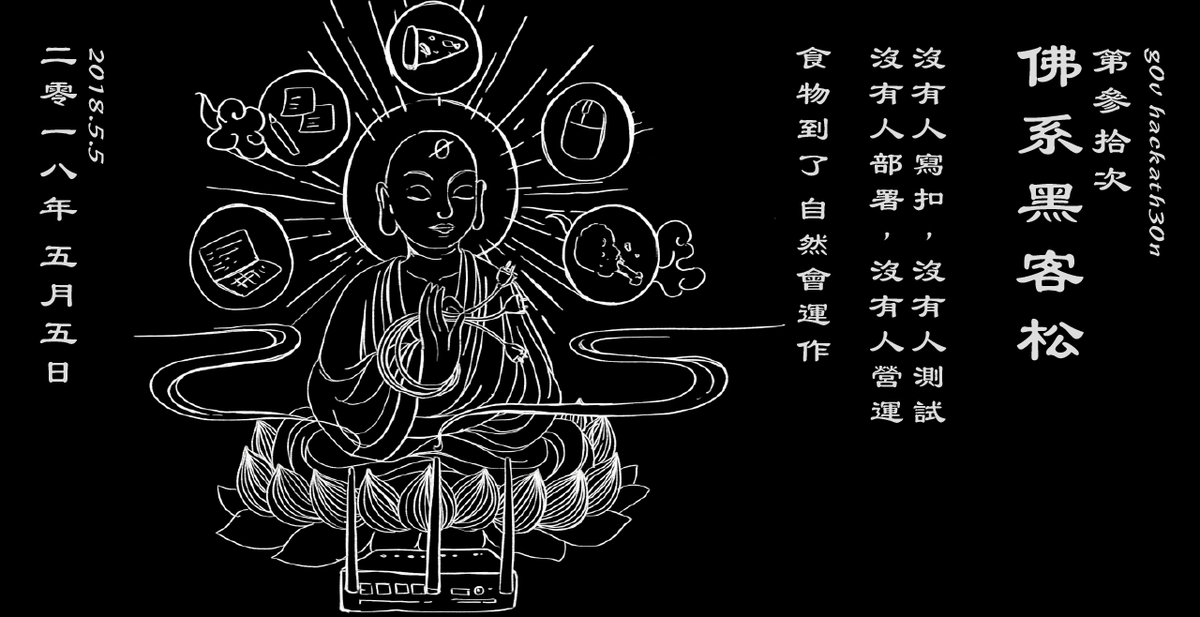 g0v hackath30n
第參拾次
佛系黑客松
沒有人寫扣，沒有人測試
沒有人部署，沒有人營運
食物到了 自然會運作
2018.5.5
二零一八年 五月五日